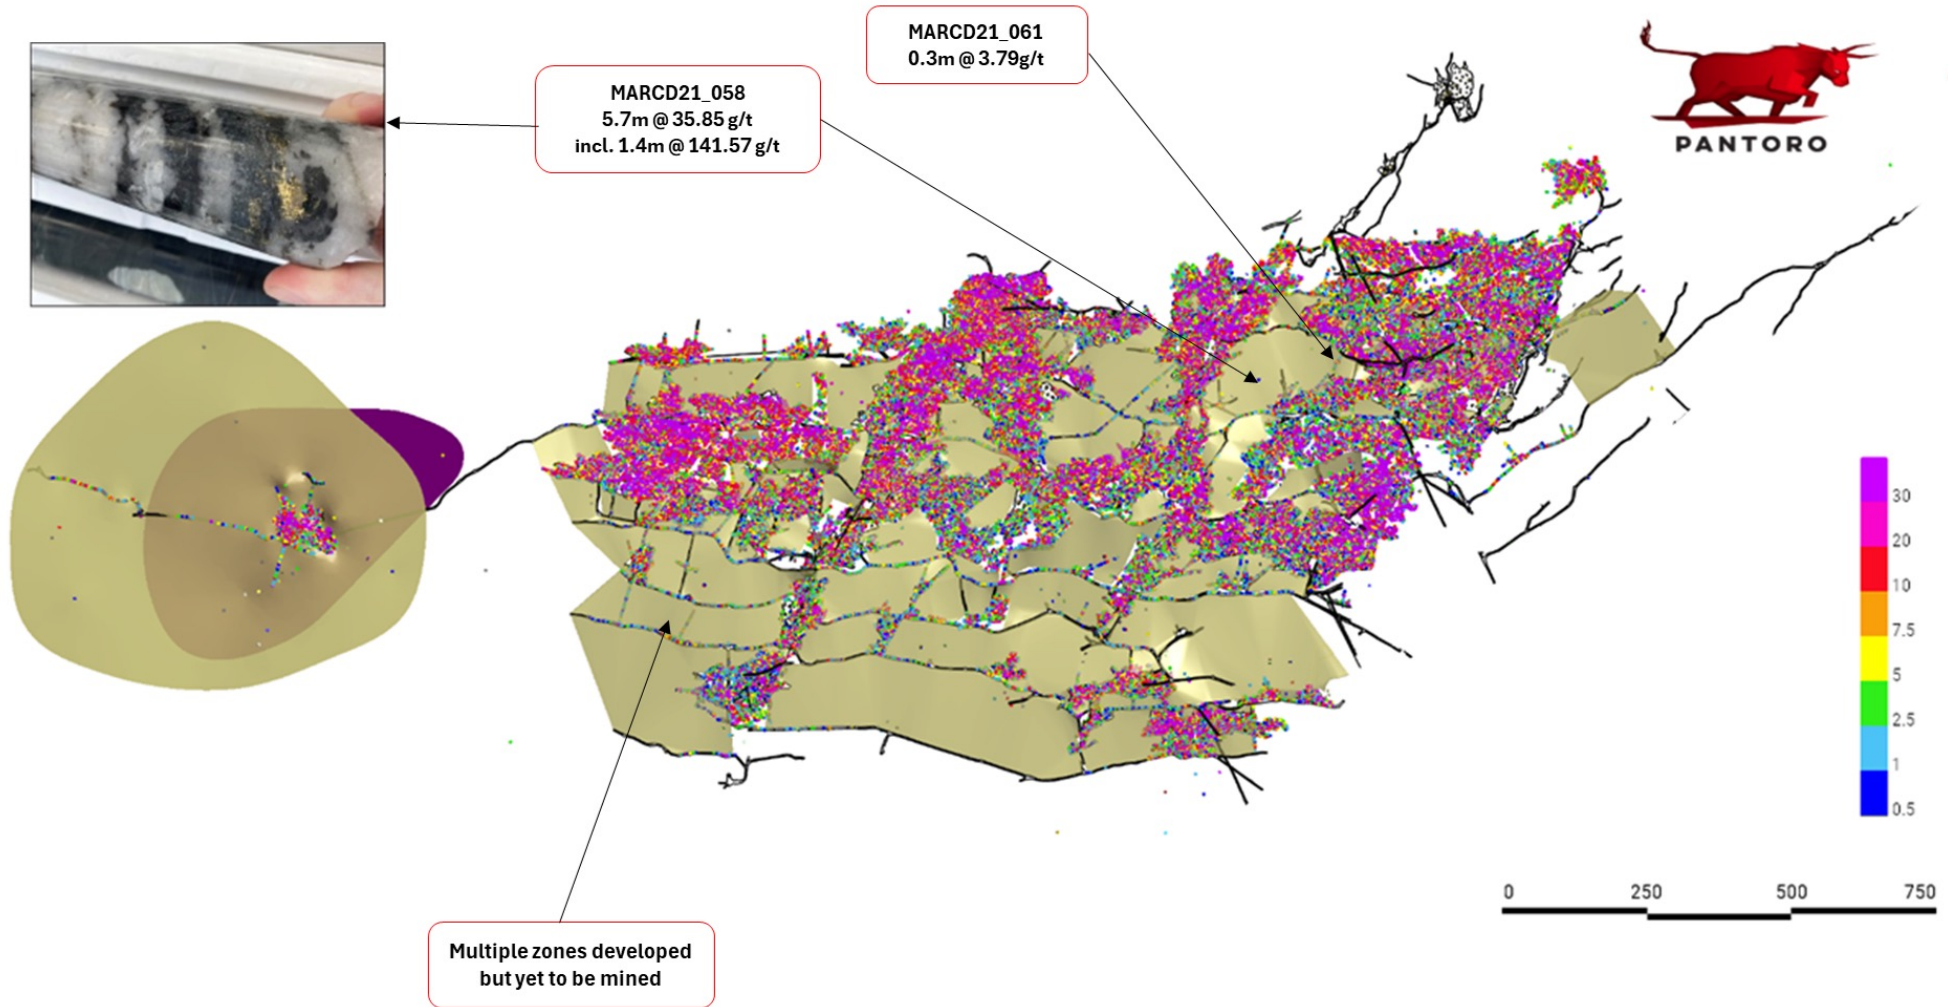 MARCD21_061
0.3m @ 3.79g/t
MARCD21_058
5.7m @ 35.85 g/t
incl. 1.4m @ 141.57 g/t
PANTORO
30
20
10
7.5
5
2.5
1
0.5
0 250 500 750
Multiple zones developed
but yet to be mined